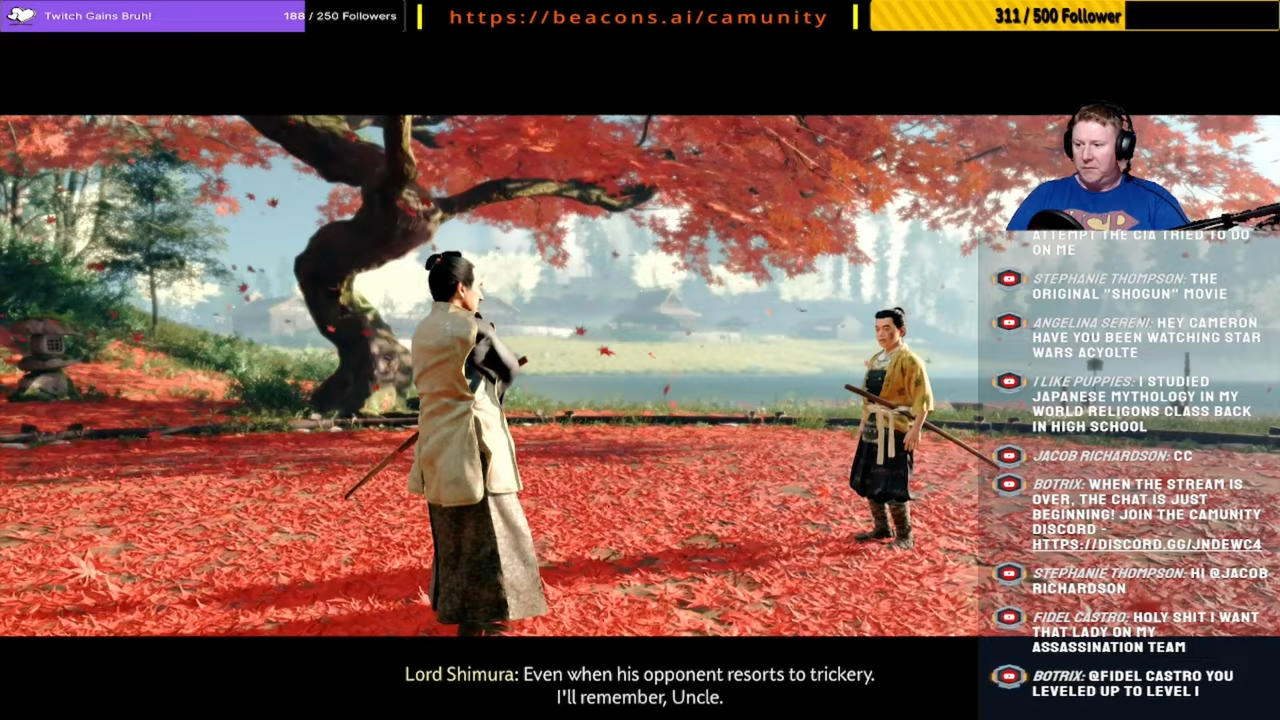 Twitch Gains Bruh!
188 / 250 Followers
https://beacons.ai/camunity
311 / 500 Follower
ATTEMPT THE CIA TRIED TO DO
ON ME
STEPHANIE THOMPSON: THE
ORIGINAL "SHOGUN" MOVIE
ANGELINA SERENI: HEY CAMERON
HAVE YOU BEEN WATCHING STAR
WARS ACYOLTE
I LIKE PUPPIES: I STUDIED
JAPANESE MYTHOLOGY IN MY
WORLD RELIGONS CLASS BACK
IN HIGH SCHOOL
JACOB RICHARDSON: CC
BOTRIX: WHEN THE STREAM IS
OVER, THE CHAT IS JUST
BEGINNING! JOIN THE CAMUNITY
DISCORD -
HTTPS://DISCORD.GG/JNDEWC4
STEPHANIE THOMPSON: HI @JACOB
RICHARDSON
FIDEL CASTRO: HOLY SHIT I WANT
THAT LADY ON MY
ASSASSINATION TEAM
BOTRIX: @FIDEL CASTRO YOU
LEVELED UP TO LEVEL 1
Lord Shimura: Even when his opponent resorts to trickery.
I'll remember, Uncle.